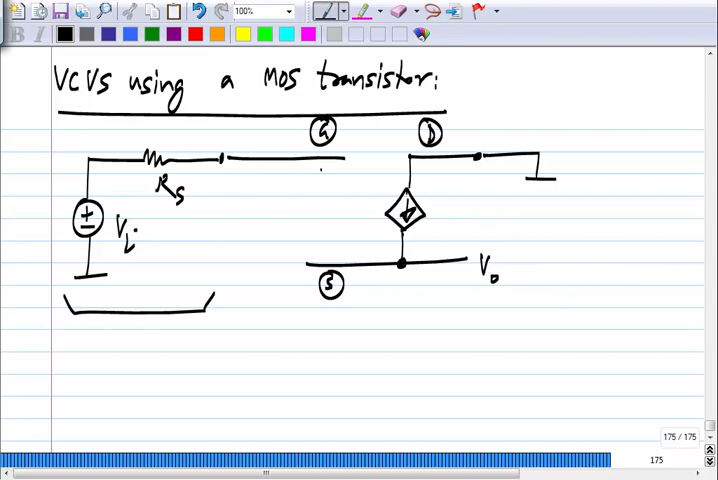 100%
B I
VCVS using a MOS transistor:
G D
Rs
Vi
Vo
S
175 / 175
175